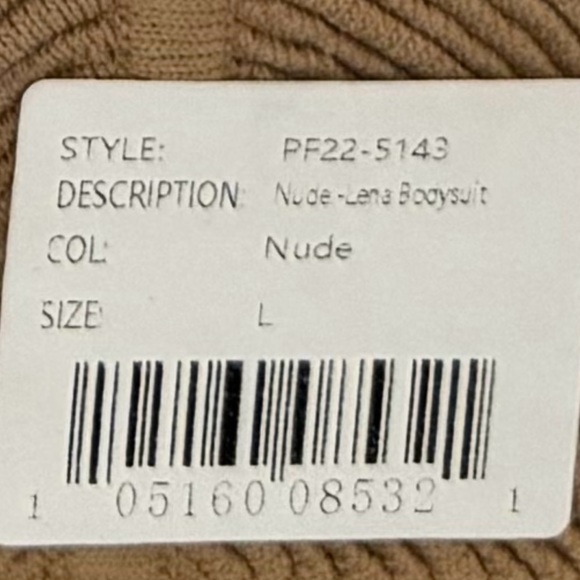 STYLE: PF22-5143
DESCRIPTION: Nude-Lena Bodysuit
COL: Nude
SIZE: L
1 05160 08532 1